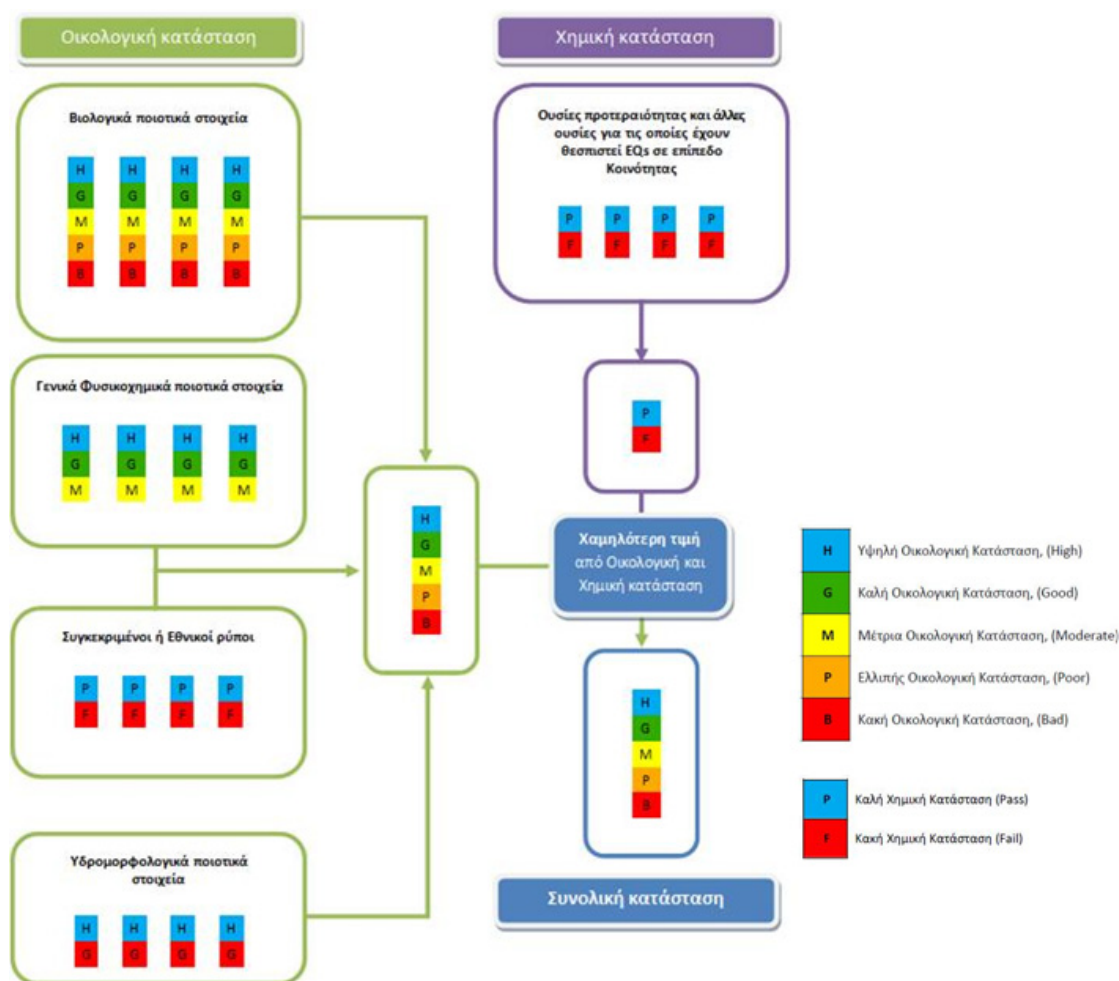 Οικολογική κατάσταση
Βιολογικά ποιοτικά στοιχεία
H H H H
G G G G
M M M M
P P P P
B B B B
Γενικά Φυσικοχημικά ποιοτικά στοιχεία
H H H H
G G G G
M M M M
Συγκεκριμένοι ή Εθνικοί ρύποι
P P P P
F F F F
Υδρομορφολογικά ποιοτικά
στοιχεία
H H H H
G G G G
H
G
M
P
B
Χημική κατάσταση
Ουσίες προτεραιότητας και άλλες
ουσίες για τις οποίες έχουν
θεσπιστεί EQs σε επίπεδο
Κοινότητας
P P P P
F F F F
P
F
Χαμηλότερη τιμή
από Οικολογική και
Χημική κατάσταση
H
G
M
P
B
Συνολική κατάσταση
H Υψηλή Οικολογική Κατάσταση, (High)
G Καλή Οικολογική Κατάσταση, (Good)
M Μέτρια Οικολογική Κατάσταση, (Moderate)
P Ελλιπής Οικολογική Κατάσταση, (Poor)
B Κακή Οικολογική Κατάσταση, (Bad)
P Καλή Χημική Κατάσταση (Pass)
F Κακή Χημική Κατάσταση (Fail)